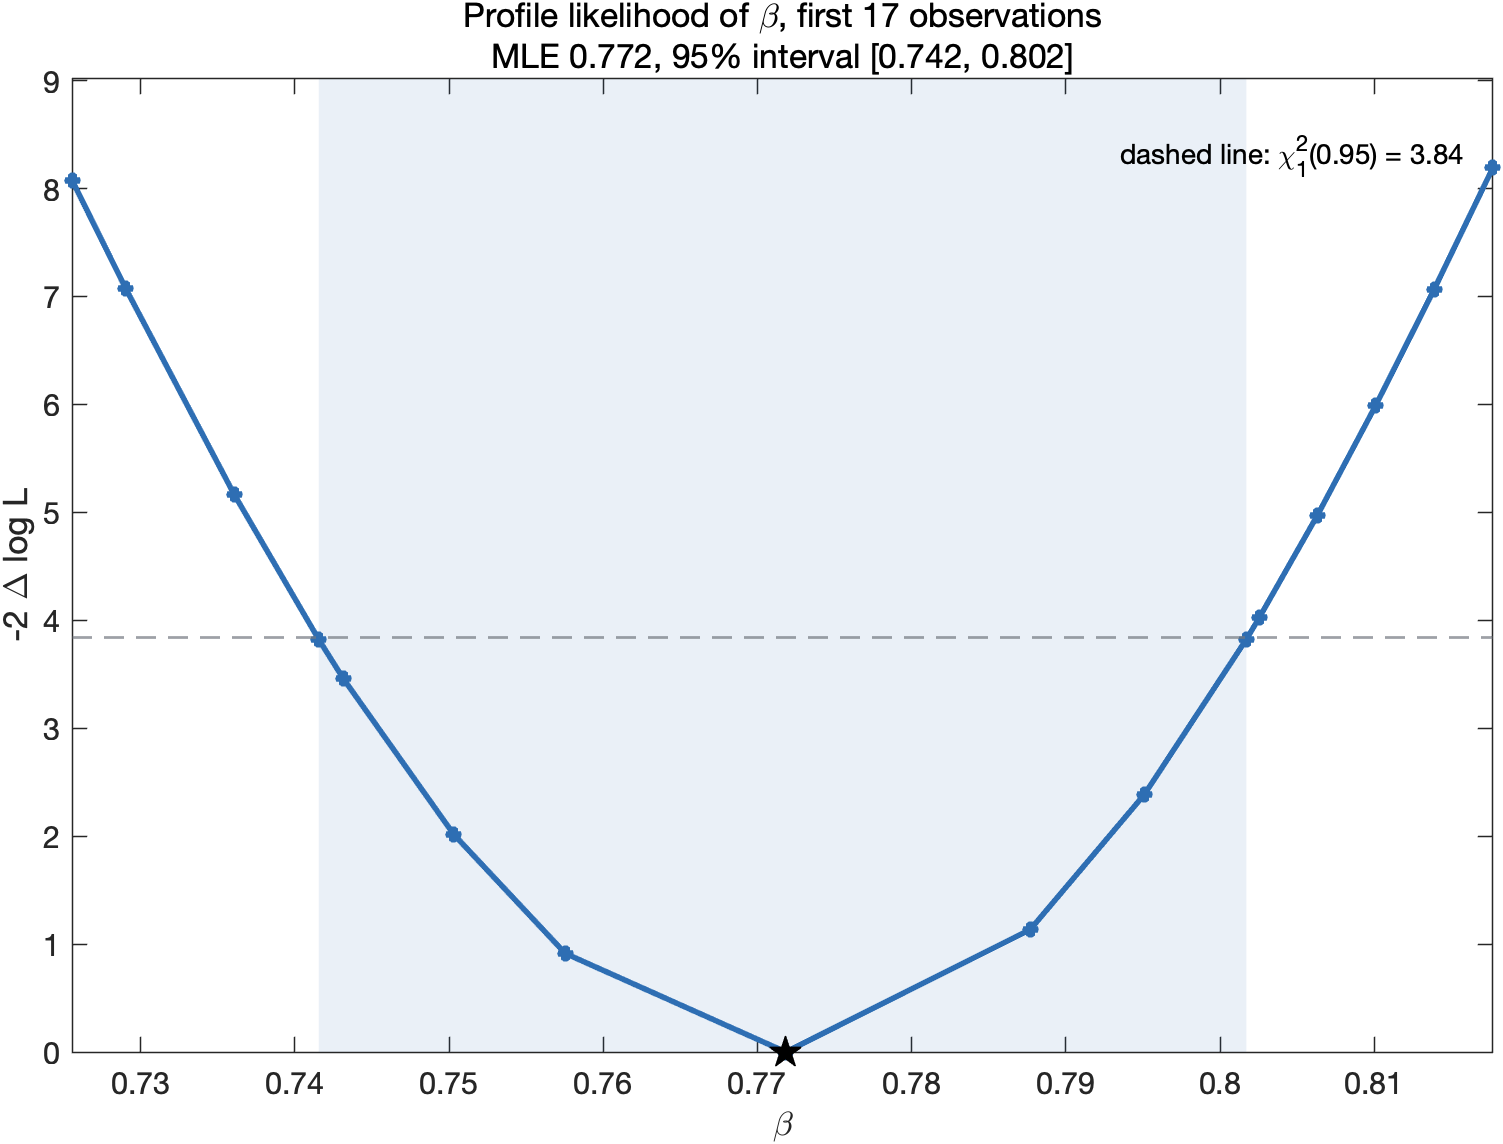 Profile likelihood of β, first 17 observations
MLE 0.772, 95% interval [0.742, 0.802]
dashed line: χ₁²(0.95) = 3.84
-2 Δ log L
9
8
7
6
5
4
3
2
1
0
0.73 0.74 0.75 0.76 0.77 0.78 0.79 0.8 0.81
β